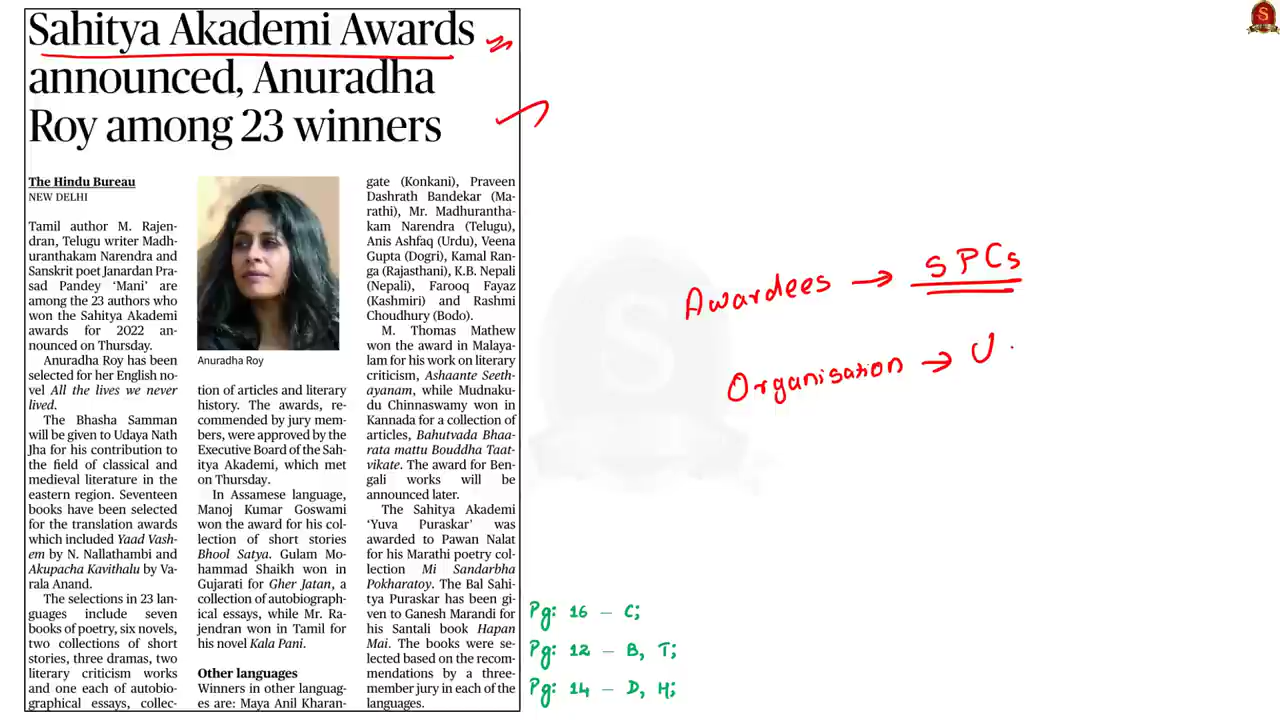 Sahitya Akademi Awards
announced, Anuradha
Roy among 23 winners
The Hindu Bureau
NEW DELHI
Tamil author M. Rajen-
dran, Telugu writer Madh-
uranthakam Narendra and
Sanskrit poet Janardan Pra-
sad Pandey ‘Mani’ are
among the 23 authors who
won the Sahitya Akademi
awards for 2022 an-
nounced on Thursday.
Anuradha Roy has been
selected for her English no-
vel All the lives we never
lived.
The Bhasha Samman
will be given to Udaya Nath
Jha for his contribution to
the field of classical and
medieval literature in the
eastern region. Seventeen
books have been selected
for the translation awards
which included Yaad Vash-
em by N. Nallathambi and
Akupacha Kavithalu by Va-
rala Anand.
The selections in 23 lan-
guages include seven
books of poetry, six novels,
two collections of short
stories, three dramas, two
literary criticism works
and one each of autobio-
graphical essays, collec-
Anuradha Roy
tion of articles and literary
history. The awards, re-
commended by jury mem-
bers, were approved by the
Executive Board of the Sah-
itya Akademi, which met
on Thursday.
In Assamese language,
Manoj Kumar Goswami
won the award for his col-
lection of short stories
Bhool Satya. Gulam Mo-
hammad Shaikh won in
Gujarati for Gher Jatan, a
collection of autobiograph-
ical essays, while Mr. Ra-
jendran won in Tamil for
his novel Kala Pani.
Other languages
Winners in other languag-
es are: Maya Anil Kharan-
gate (Konkani), Praveen
Dashrath Bandekar (Ma-
rathi), Mr. Madhurantha-
kam Narendra (Telugu),
Anis Ashfaq (Urdu), Veena
Gupta (Dogri), Kamal Ran-
ga (Rajasthani), K.B. Nepali
(Nepali), Farooq Fayaz
(Kashmiri) and Rashmi
Choudhury (Bodo).
M. Thomas Mathew
won the award in Malaya-
lam for his work on literary
criticism, Ashaante Seeth-
ayanam, while Mudnaku-
du Chinnaswamy won in
Kannada for a collection of
articles, Bahutvada Bhaa-
rata mattu Bouddha Taat-
vikate. The award for Ben-
gali works will be
announced later.
The Sahitya Akademi
‘Yuva Puraskar’ was
awarded to Pawan Nalat
for his Marathi poetry col-
lection Mi Sandarbha
Pokharatoy. The Bal Sahi-
tya Puraskar has been gi-
ven to Ganesh Marandi for
his Santali book Hapan
Mai. The books were se-
lected based on the recom-
mendations by a three-
member jury in each of the
languages.
Awardees → SPCs
Organisation → U
Pg: 16 – C;
Pg: 12 – B, T;
Pg: 14 – D, H;